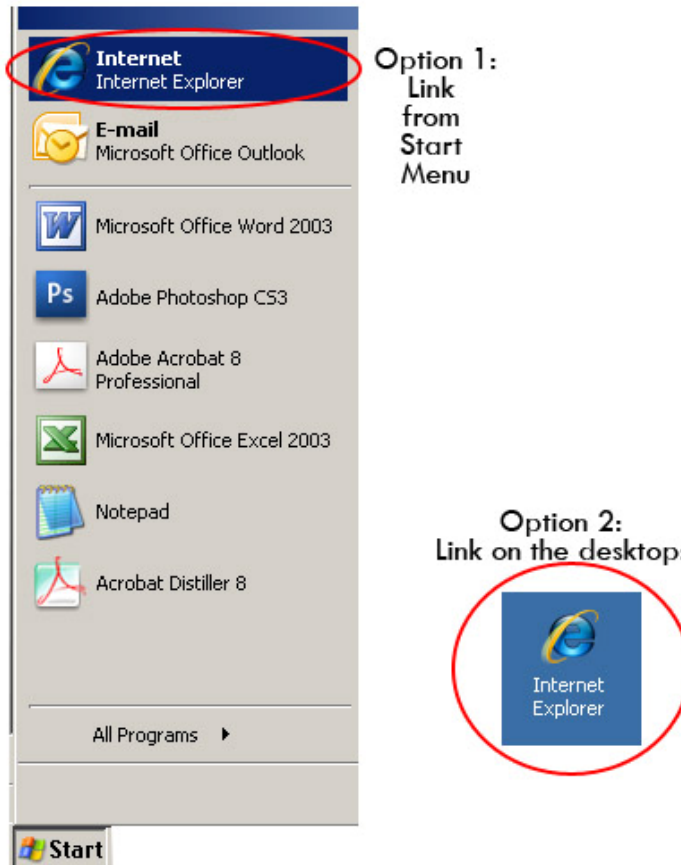 Internet
Internet Explorer
E-mail
Microsoft Office Outlook
W
Microsoft Office Word 2003
Ps
Adobe Photoshop CS3
Adobe Acrobat 8
Professional
Microsoft Office Excel 2003
Notepad
Acrobat Distiller 8
All Programs
Start
Option 1:
Link
from
Start
Menu
Option 2:
Link on the desktop:
Internet
Explorer